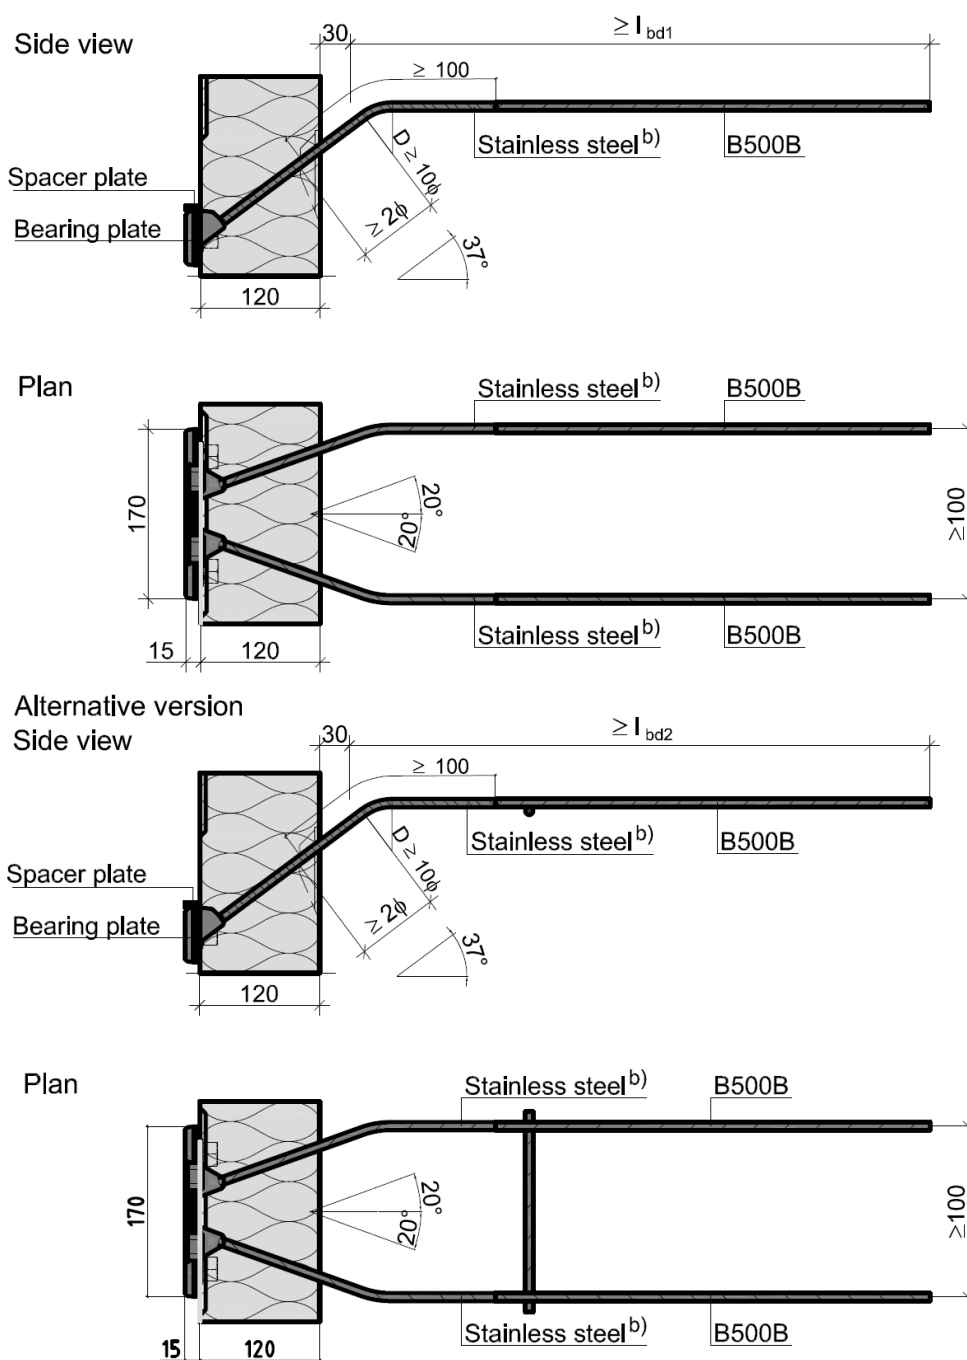 Side view
30
≥ l bd1
≥ 100
Stainless steel b)
B500B
Spacer plate
Bearing plate
D ≥ 10ϕ
≥ 2ϕ
37°
120
Plan
Stainless steel b)
B500B
170
20°
20°
≥100
Stainless steel b)
B500B
15
120
Alternative version
Side view
30
≥ l bd2
≥ 100
Stainless steel b)
B500B
Spacer plate
Bearing plate
D ≥ 10ϕ
≥ 2ϕ
37°
120
Plan
Stainless steel b)
B500B
170
20°
20°
≥100
Stainless steel b)
B500B
15
120